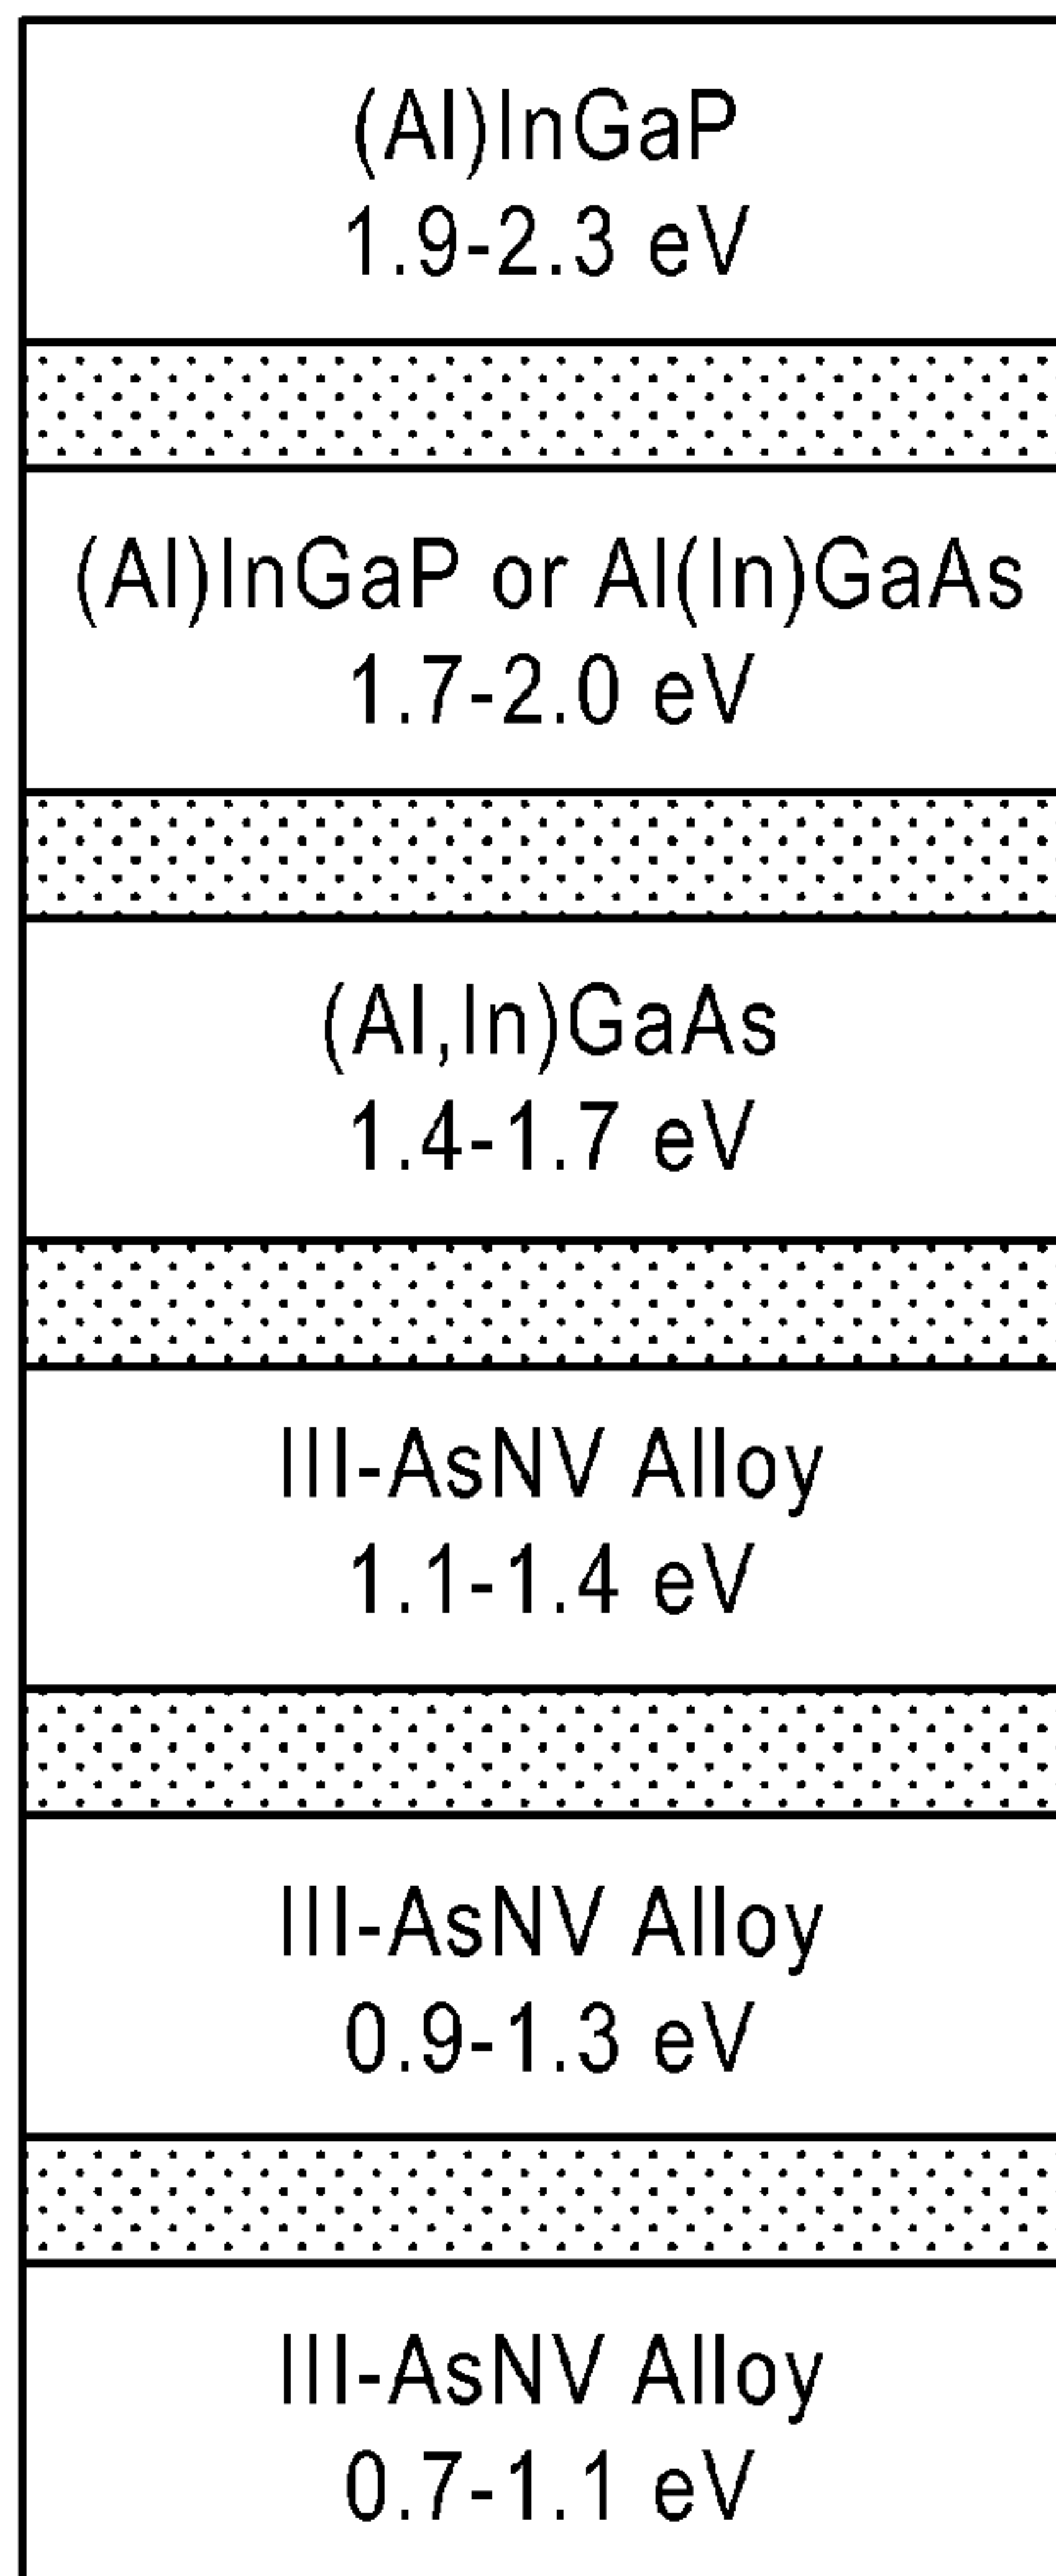 (Al)InGaP
1.9-2.3 eV
(Al)InGaP or Al(In)GaAs
1.7-2.0 eV
(Al,In)GaAs
1.4-1.7 eV
III-AsNV Alloy
1.1-1.4 eV
III-AsNV Alloy
0.9-1.3 eV
III-AsNV Alloy
0.7-1.1 eV